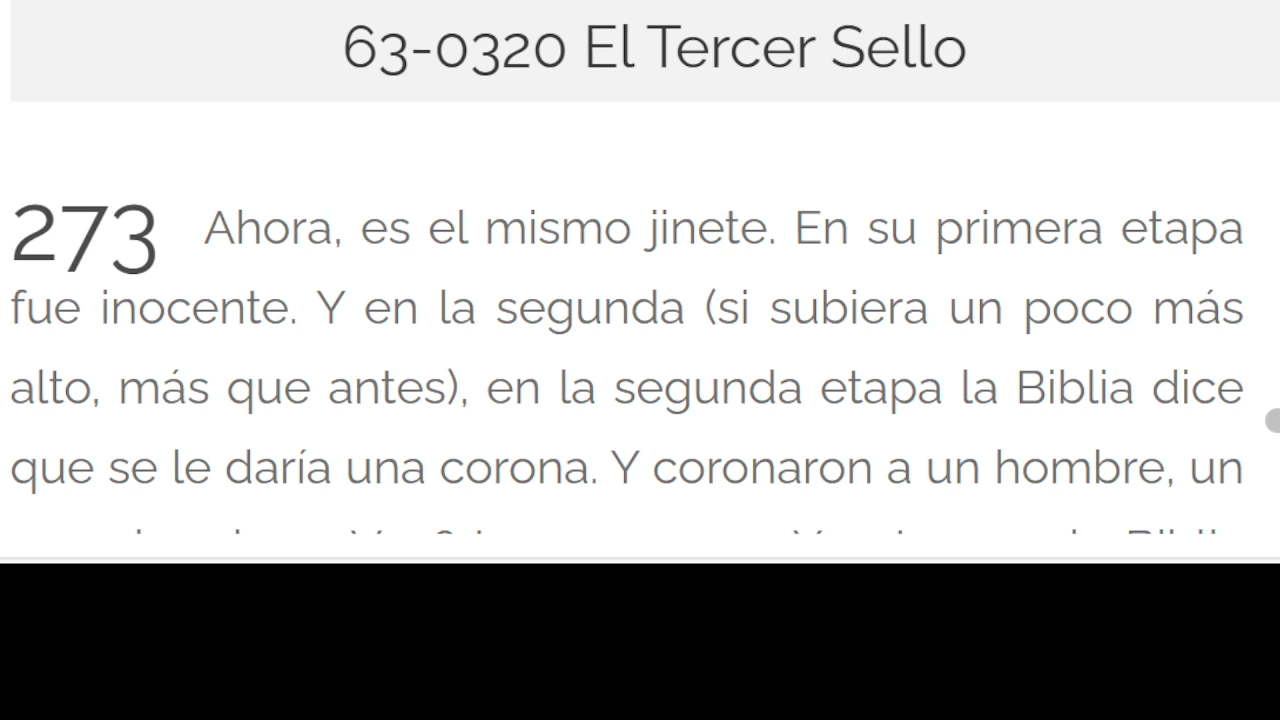 63-0320 El Tercer Sello
273 Ahora, es el mismo jinete. En su primera etapa
fue inocente. Y en la segunda (si subiera un poco más
alto, más que antes), en la segunda etapa la Biblia dice
que se le daría una corona. Y coronaron a un hombre, un